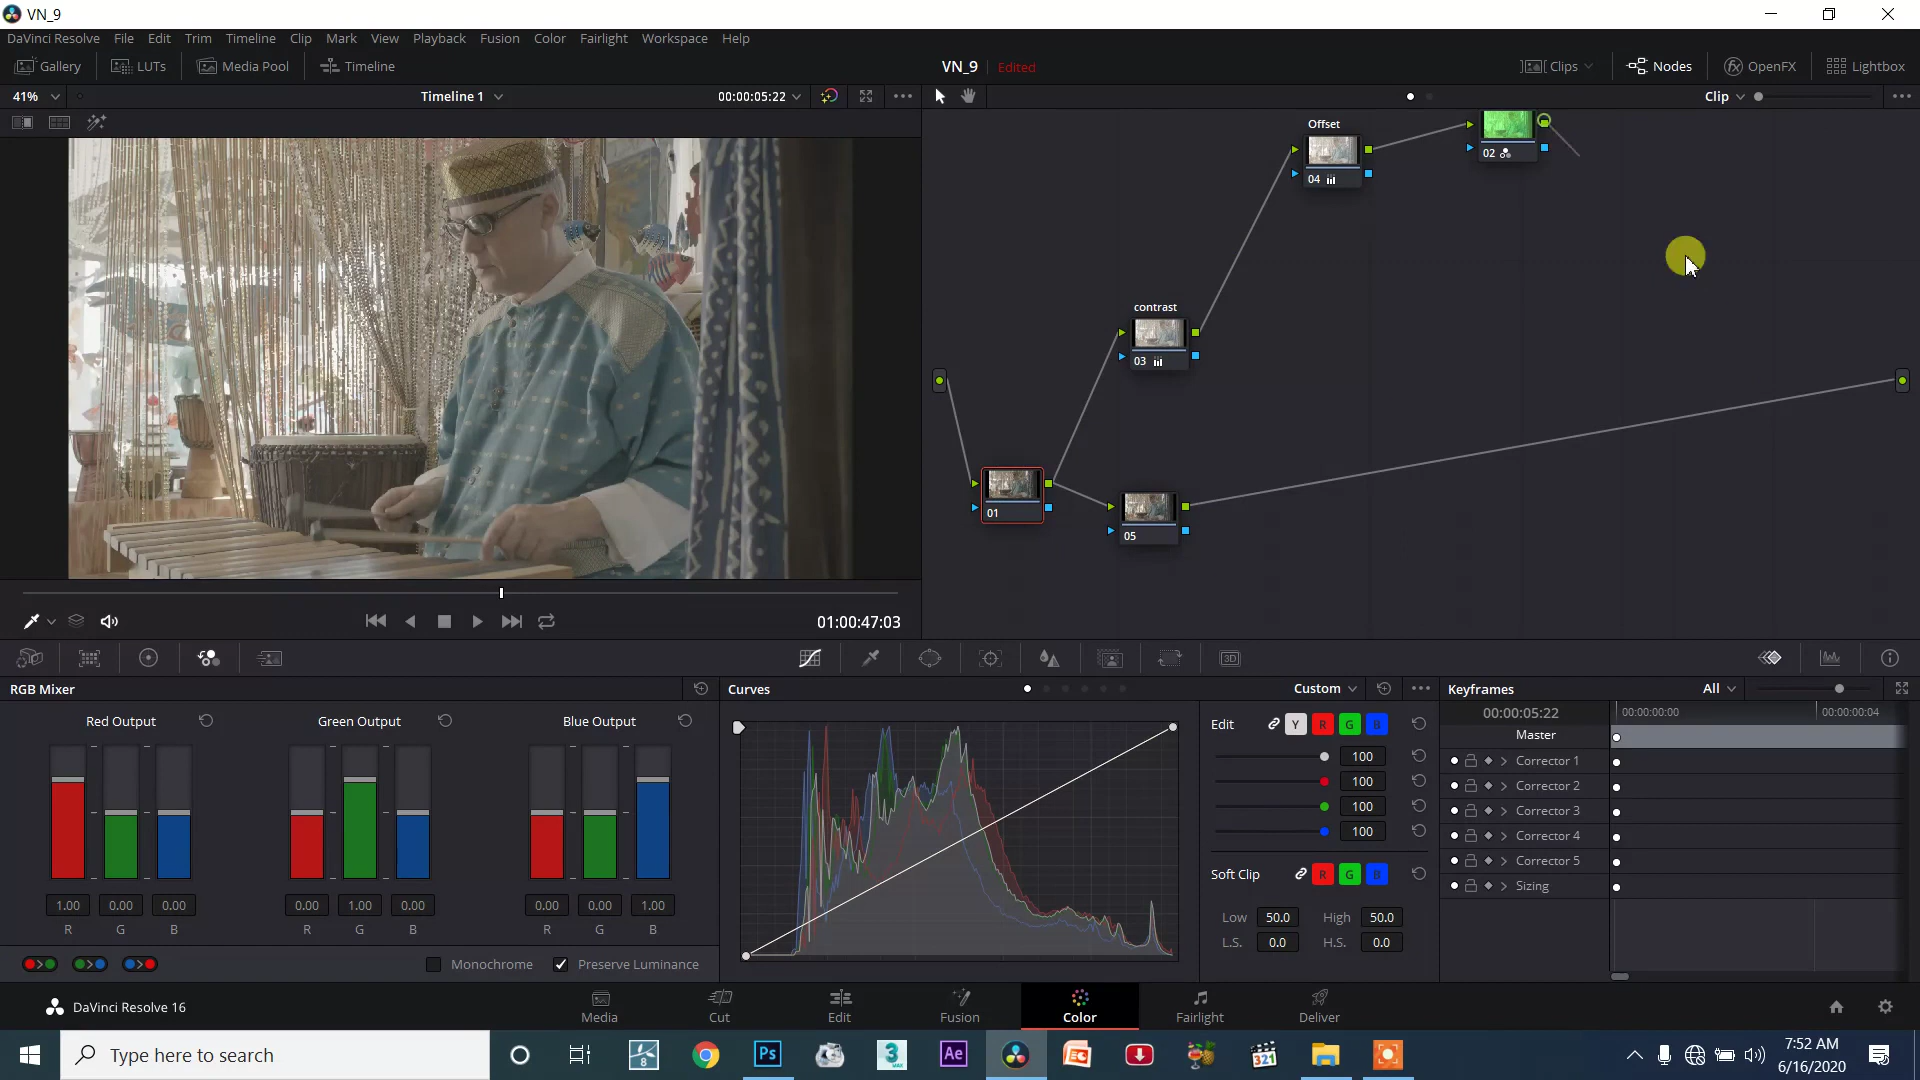 VN_9
DaVinci Resolve File Edit Trim Timeline Clip Mark View Playback Fusion Color Fairlight Workspace Help
Gallery LUTs Media Pool Timeline VN_9 Edited Clips Nodes OpenFX Lightbox
41% Timeline 1 00:00:05:22 Clip
Offset
02
04
contrast
03
01
05
01:00:47:03
3D
RGB Mixer Curves Custom Keyframes All
Red Output Green Output Blue Output
Edit Y R G B
00:00:05:22 00:00:00:00 00:00:00:04
Master
100
Corrector 1
100
Corrector 2
100
Corrector 3
100
Corrector 4
Soft Clip R G B
Corrector 5
Sizing
1.00 0.00 0.00 0.00 1.00 0.00 0.00 0.00 1.00
R G B R G B R G B
Low 50.0 High 50.0
L.S. 0.0 H.S. 0.0
Monochrome Preserve Luminance
DaVinci Resolve 16
Media Cut Edit Fusion Color Fairlight Deliver
Type here to search
8 Ps 3 MAX Ae 321
7:52 AM
6/16/2020